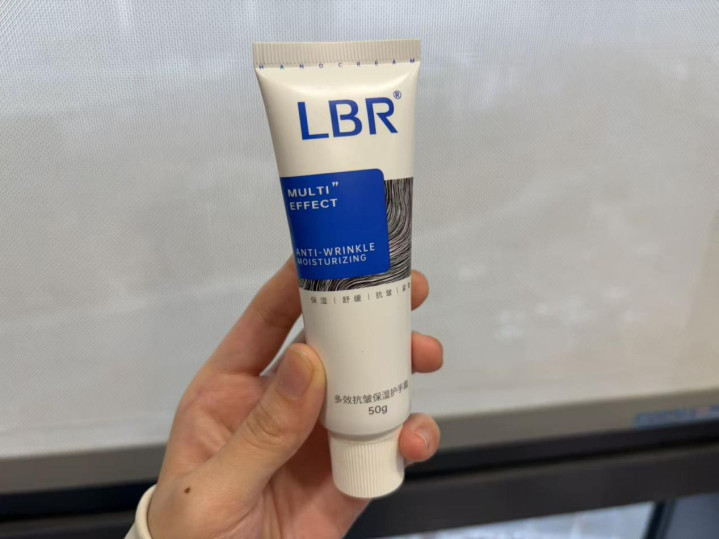 HANDCREAM
LBR®
MULTI”
EFFECT
ANTI-WRINKLE
MOISTURIZING
保湿 | 舒缓 | 抗皱 |
多效抗皱保湿护手霜
50g